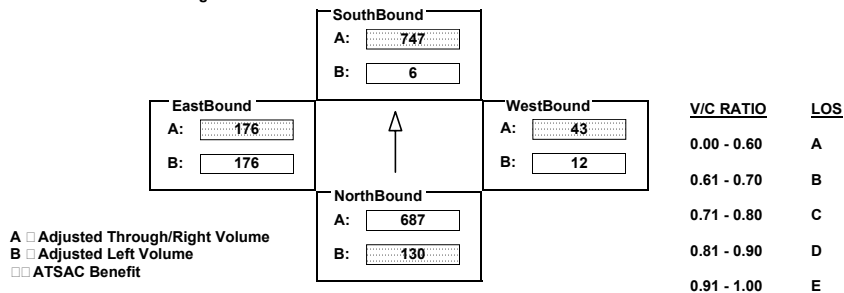 SouthBound
A: 747
B: 6
EastBound
A: 176
B: 176
WestBound
A: 43
B: 12
NorthBound
A: 687
B: 130
V/C RATIO LOS
0.00 - 0.60 A
0.61 - 0.70 B
0.71 - 0.80 C
0.81 - 0.90 D
0.91 - 1.00 E
A □ Adjusted Through/Right Volume
B □ Adjusted Left Volume
□□ ATSAC Benefit